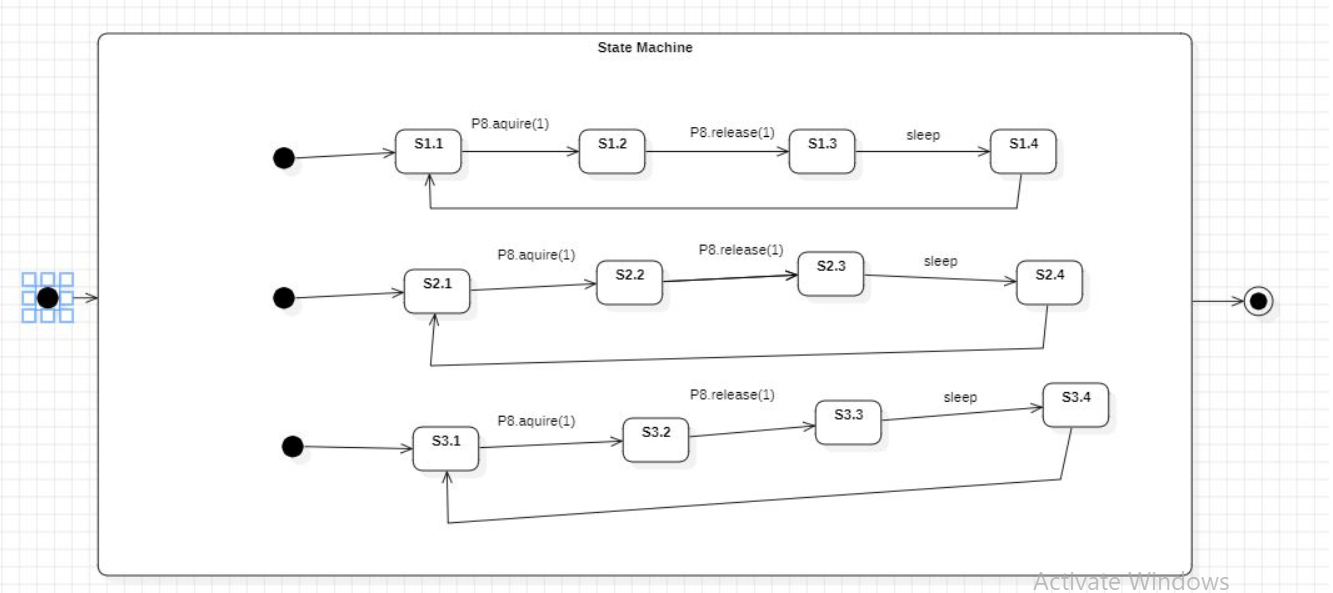 State Machine
P8.aquire(1)
P8.release(1)
sleep
S1.1
S1.2
S1.3
S1.4
P8.aquire(1)
P8.release(1)
sleep
S2.1
S2.2
S2.3
S2.4
P8.aquire(1)
P8.release(1)
sleep
S3.1
S3.2
S3.3
S3.4
Activate Windows